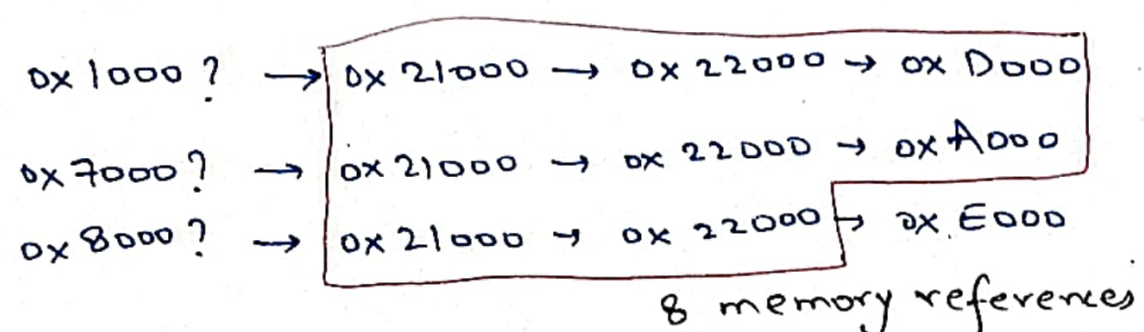 0x 1000 ? → 0x 21000 → 0x 22000 → 0x D000
0x 7000 ? → 0x 21000 → 0x 22000 → 0x A000
0x 8000 ? → 0x 21000 → 0x 22000 → 0x E000
8 memory references